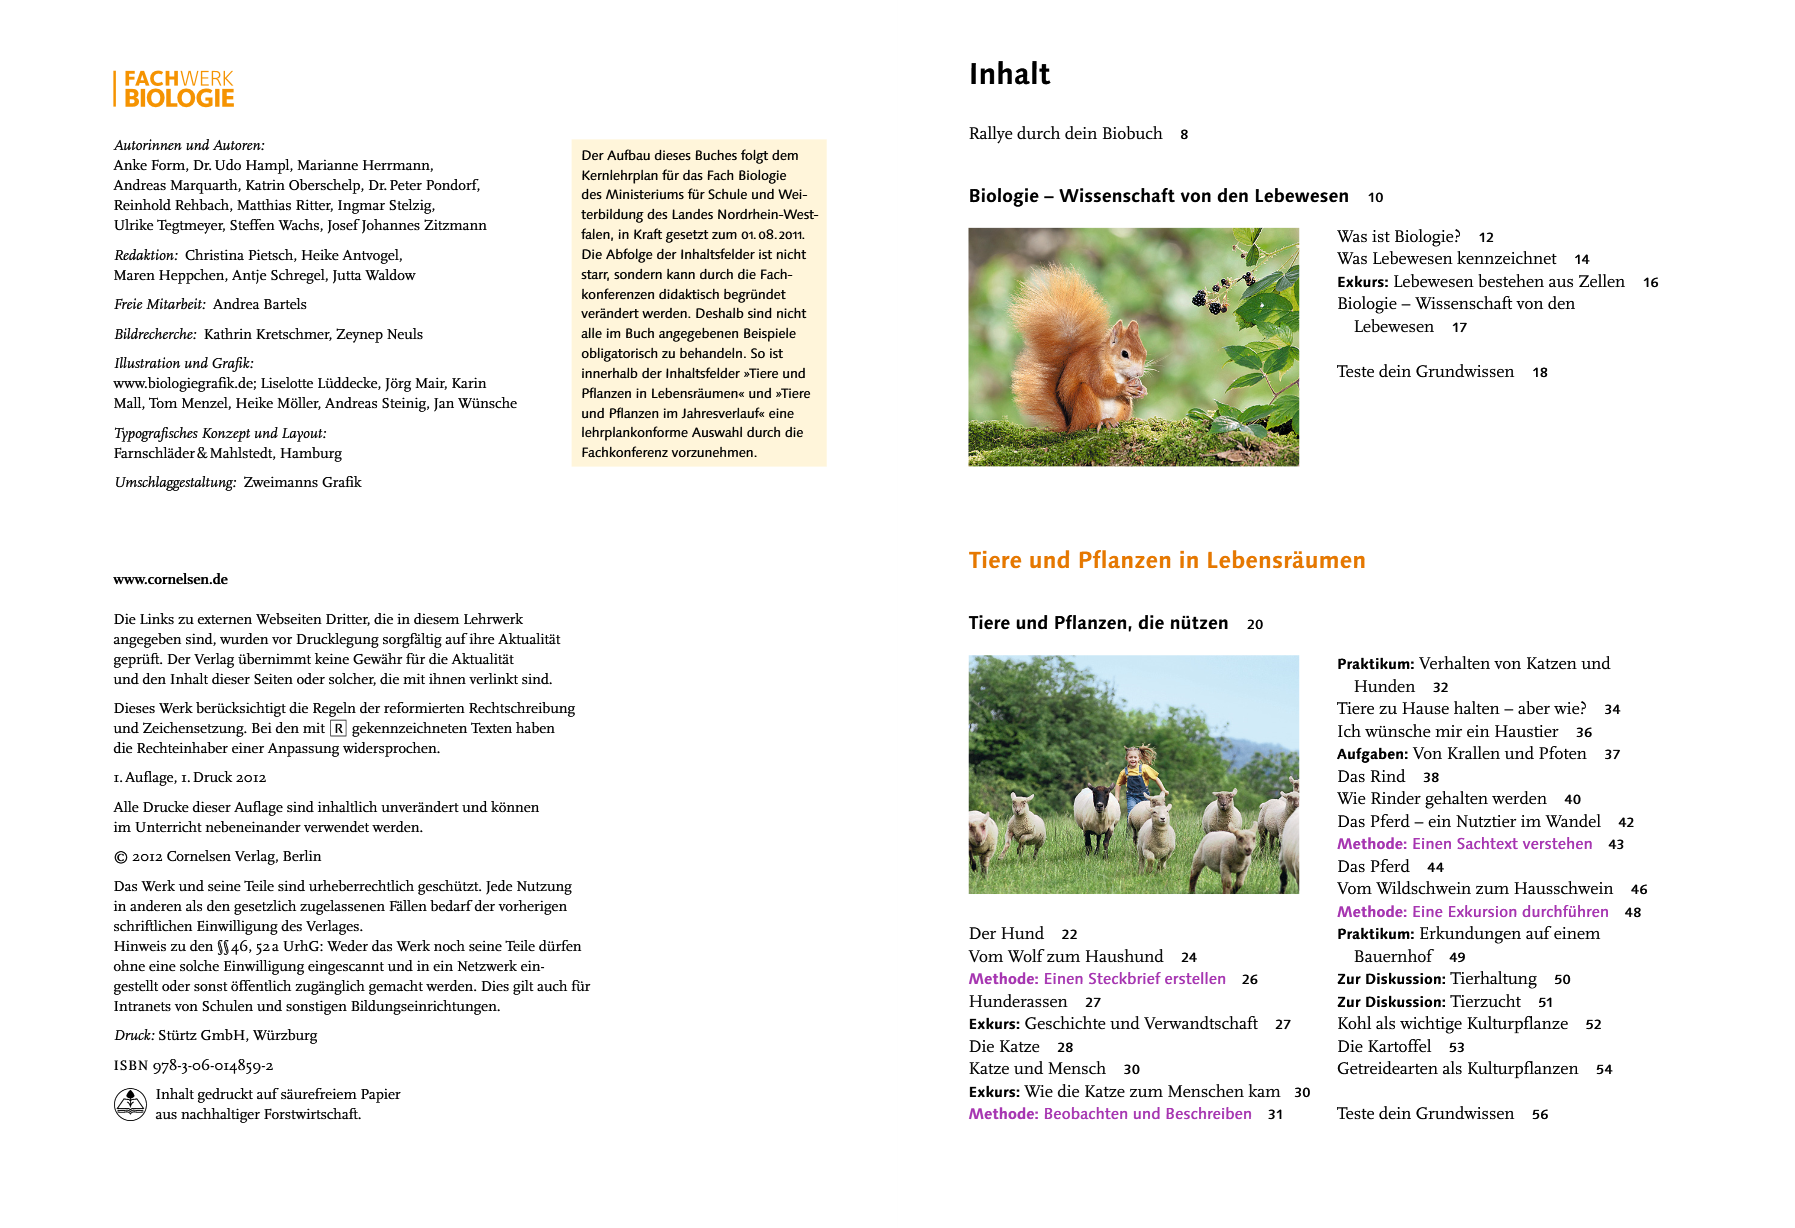 FACHWERK
BIOLOGIE
Autorinnen und Autoren:
Anke Form, Dr. Udo Hampl, Marianne Herrmann,
Andreas Marquarth, Katrin Oberschelp, Dr. Peter Pondorf,
Reinhold Rehbach, Matthias Ritter, Ingmar Stelzig,
Ulrike Tegtmeyer, Steffen Wachs, Josef Johannes Zitzmann
Redaktion: Christina Pietsch, Heike Antvogel,
Maren Heppchen, Antje Schregel, Jutta Waldow
Freie Mitarbeit: Andrea Bartels
Bildrecherche: Kathrin Kretschmer, Zeynep Neuls
Illustration und Grafik:
www.biologiegrafik.de; Liselotte Lüddecke, Jörg Mair, Karin
Mall, Tom Menzel, Heike Möller, Andreas Steinig, Jan Wünsche
Typografisches Konzept und Layout:
Farnschläder & Mahlstedt, Hamburg
Umschlaggestaltung: Zweimanns Grafik
Der Aufbau dieses Buches folgt dem
Kernlehrplan für das Fach Biologie
des Ministeriums für Schule und Wei-
terbildung des Landes Nordrhein-West-
falen, in Kraft gesetzt zum 01.08.2011.
Die Abfolge der Inhaltsfelder ist nicht
starr, sondern kann durch die Fach-
konferenzen didaktisch begründet
verändert werden. Deshalb sind nicht
alle im Buch angegebenen Beispiele
obligatorisch zu behandeln. So ist
innerhalb der Inhaltsfelder »Tiere und
Pflanzen in Lebensräumen« und »Tiere
und Pflanzen im Jahresverlauf« eine
lehrplankonforme Auswahl durch die
Fachkonferenz vorzunehmen.
www.cornelsen.de
Die Links zu externen Webseiten Dritter, die in diesem Lehrwerk
angegeben sind, wurden vor Drucklegung sorgfältig auf ihre Aktualität
geprüft. Der Verlag übernimmt keine Gewähr für die Aktualität
und den Inhalt dieser Seiten oder solcher, die mit ihnen verlinkt sind.
Dieses Werk berücksichtigt die Regeln der reformierten Rechtschreibung
und Zeichensetzung. Bei den mit R gekennzeichneten Texten haben
die Rechteinhaber einer Anpassung widersprochen.
1. Auflage, 1. Druck 2012
Alle Drucke dieser Auflage sind inhaltlich unverändert und können
im Unterricht nebeneinander verwendet werden.
© 2012 Cornelsen Verlag, Berlin
Das Werk und seine Teile sind urheberrechtlich geschützt. Jede Nutzung
in anderen als den gesetzlich zugelassenen Fällen bedarf der vorherigen
schriftlichen Einwilligung des Verlages.
Hinweis zu den §§ 46, 52 a UrhG: Weder das Werk noch seine Teile dürfen
ohne eine solche Einwilligung eingescannt und in ein Netzwerk ein-
gestellt oder sonst öffentlich zugänglich gemacht werden. Dies gilt auch für
Intranets von Schulen und sonstigen Bildungseinrichtungen.
Druck: Stürtz GmbH, Würzburg
ISBN 978-3-06-014859-2
Inhalt gedruckt auf säurefreiem Papier
aus nachhaltiger Forstwirtschaft.
Inhalt
Rallye durch dein Biobuch 8
Biologie – Wissenschaft von den Lebewesen 10
Was ist Biologie? 12
Was Lebewesen kennzeichnet 14
Exkurs: Lebewesen bestehen aus Zellen 16
Biologie – Wissenschaft von den
Lebewesen 17
Teste dein Grundwissen 18
Tiere und Pflanzen in Lebensräumen
Tiere und Pflanzen, die nützen 20
Der Hund 22
Vom Wolf zum Haushund 24
Methode: Einen Steckbrief erstellen 26
Hunderassen 27
Exkurs: Geschichte und Verwandtschaft 27
Die Katze 28
Katze und Mensch 30
Exkurs: Wie die Katze zum Menschen kam 30
Methode: Beobachten und Beschreiben 31
Praktikum: Verhalten von Katzen und
Hunden 32
Tiere zu Hause halten – aber wie? 34
Ich wünsche mir ein Haustier 36
Aufgaben: Von Krallen und Pfoten 37
Das Rind 38
Wie Rinder gehalten werden 40
Das Pferd – ein Nutztier im Wandel 42
Methode: Einen Sachtext verstehen 43
Das Pferd 44
Vom Wildschwein zum Hausschwein 46
Methode: Eine Exkursion durchführen 48
Praktikum: Erkundungen auf einem
Bauernhof 49
Zur Diskussion: Tierhaltung 50
Zur Diskussion: Tierzucht 51
Kohl als wichtige Kulturpflanze 52
Die Kartoffel 53
Getreidearten als Kulturpflanzen 54
Teste dein Grundwissen 56